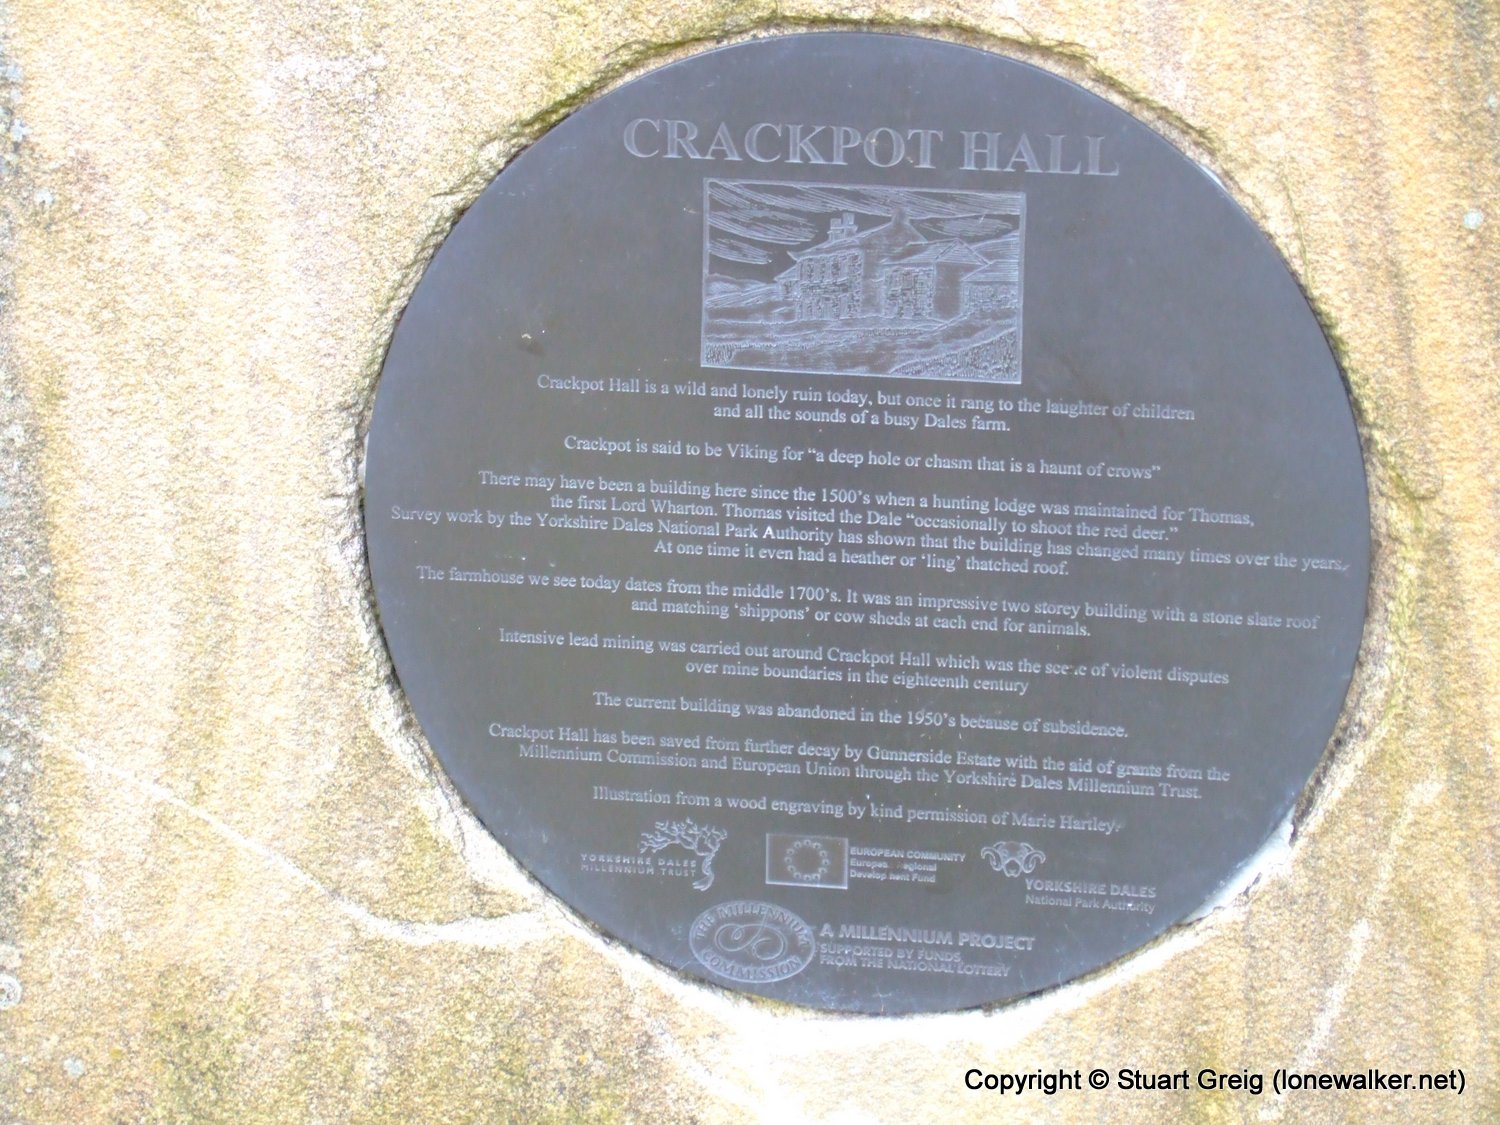 CRACKPOT HALL
Crackpot Hall is a wild and lonely ruin today, but once it rang to the laughter of children
and all the sounds of a busy Dales farm.
Crackpot is said to be Viking for “a deep hole or chasm that is a haunt of crows”
There may have been a building here since the 1500’s when a hunting lodge was maintained for Thomas,
the first Lord Wharton. Thomas visited the Dale “occasionally to shoot the red deer.”
Survey work by the Yorkshire Dales National Park Authority has shown that the building has changed many times over the years.
At one time it even had a heather or ‘ling’ thatched roof.
The farmhouse we see today dates from the middle 1700’s. It was an impressive two storey building with a stone slate roof
and matching ‘shippons’ or cow sheds at each end for animals.
Intensive lead mining was carried out around Crackpot Hall which was the scene of violent disputes
over mine boundaries in the eighteenth century
The current building was abandoned in the 1950’s because of subsidence.
Crackpot Hall has been saved from further decay by Gunnerside Estate with the aid of grants from the
Millennium Commission and European Union through the Yorkshire Dales Millennium Trust.
Illustration from a wood engraving by kind permission of Marie Hartley.
YORKSHIRE DALES
MILLENNIUM TRUST
EUROPEAN COMMUNITY
European Regional
Development Fund
YORKSHIRE DALES
National Park Authority
THE MILLENNIUM
COMMISSION
A MILLENNIUM PROJECT
SUPPORTED BY FUNDS
FROM THE NATIONAL LOTTERY
Copyright © Stuart Greig (lonewalker.net)